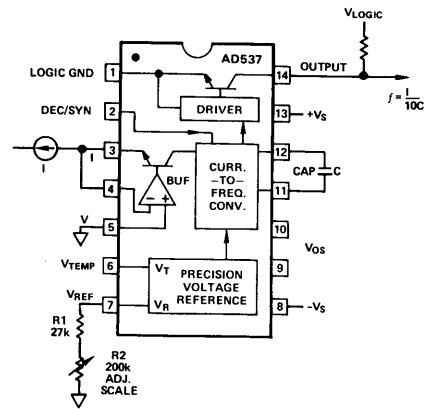 V LOGIC
AD537
LOGIC GND
1
14
OUTPUT
f = I/10C
DRIVER
DEC/SYN
2
13
+VS
I
I
3
BUF
CURR.
-TO-
FREQ.
CONV.
12
CAP
C
4
- +
11
V
5
10
VOS
VTEMP
6
VT
PRECISION
VOLTAGE
REFERENCE
9
VREF
7
VR
8
-VS
R1
27k
R2
200k
ADJ.
SCALE